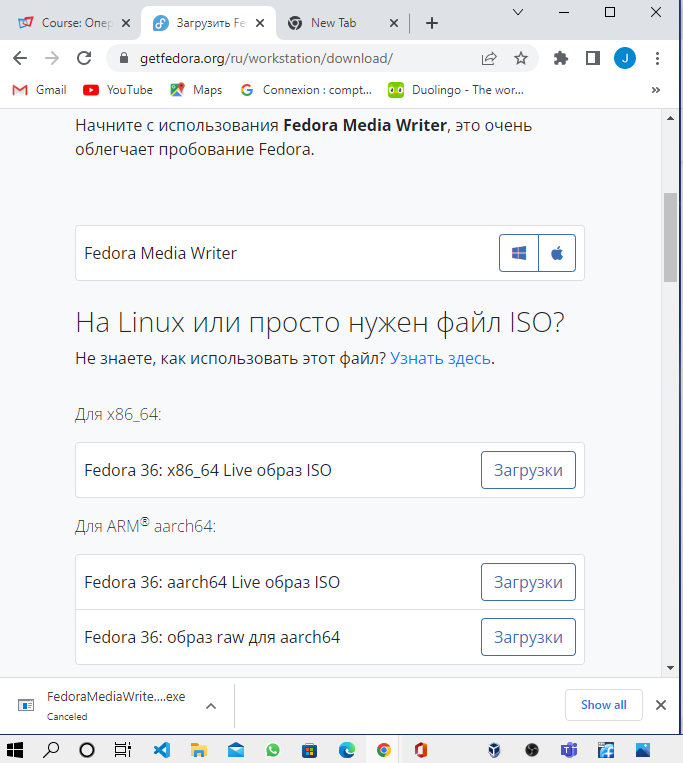 Course: Опер
Загрузить Fe
New Tab
getfedora.org/ru/workstation/download/
J
Gmail
YouTube
Maps
Connexion : compt...
Duolingo - The wor...
Начните с использования Fedora Media Writer, это очень
облегчает пробование Fedora.
Fedora Media Writer
На Linux или просто нужен файл ISO?
Не знаете, как использовать этот файл? Узнать здесь.
Для x86_64:
Fedora 36: x86_64 Live образ ISO
Загрузки
Для ARM® aarch64:
Fedora 36: aarch64 Live образ ISO
Загрузки
Fedora 36: образ raw для aarch64
Загрузки
FedoraMediaWrite....exe
Canceled
Show all